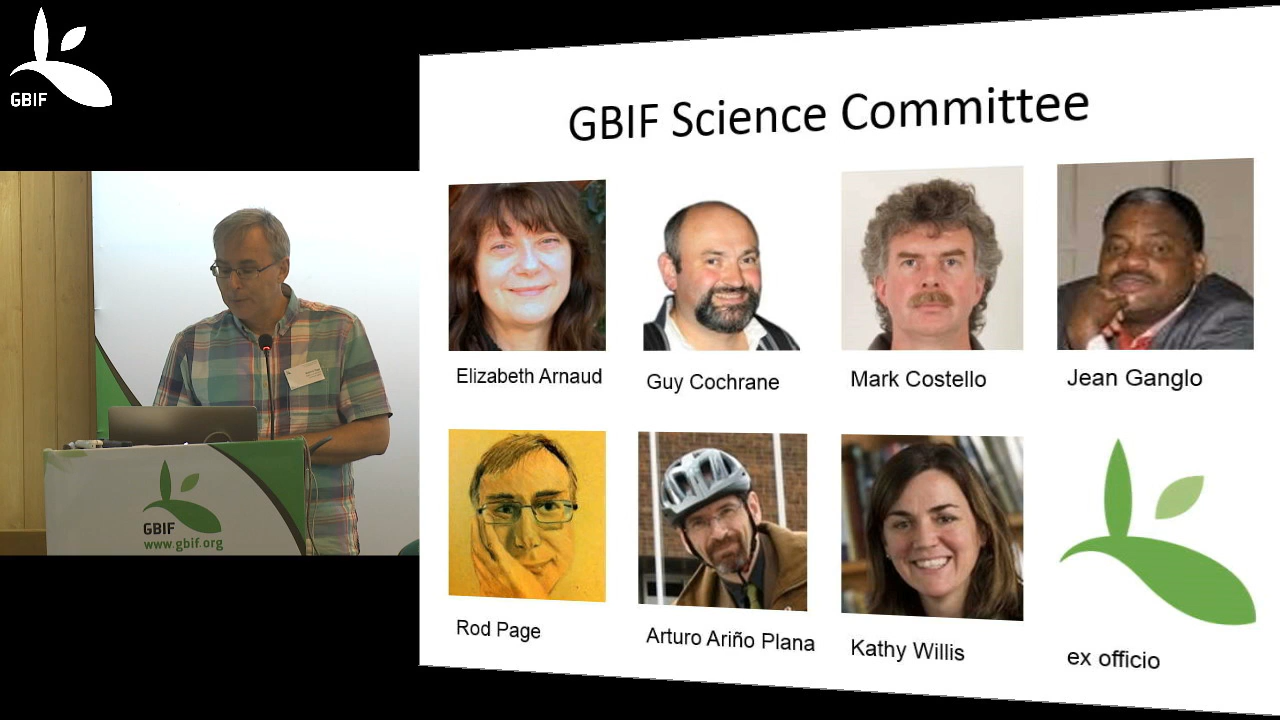 GBIF
GBIF Science Committee
Elizabeth Arnaud
Guy Cochrane
Mark Costello
Jean Ganglo
Rod Page
Arturo Ariño Plana
Kathy Willis
ex officio
GBIF
www.gbif.org